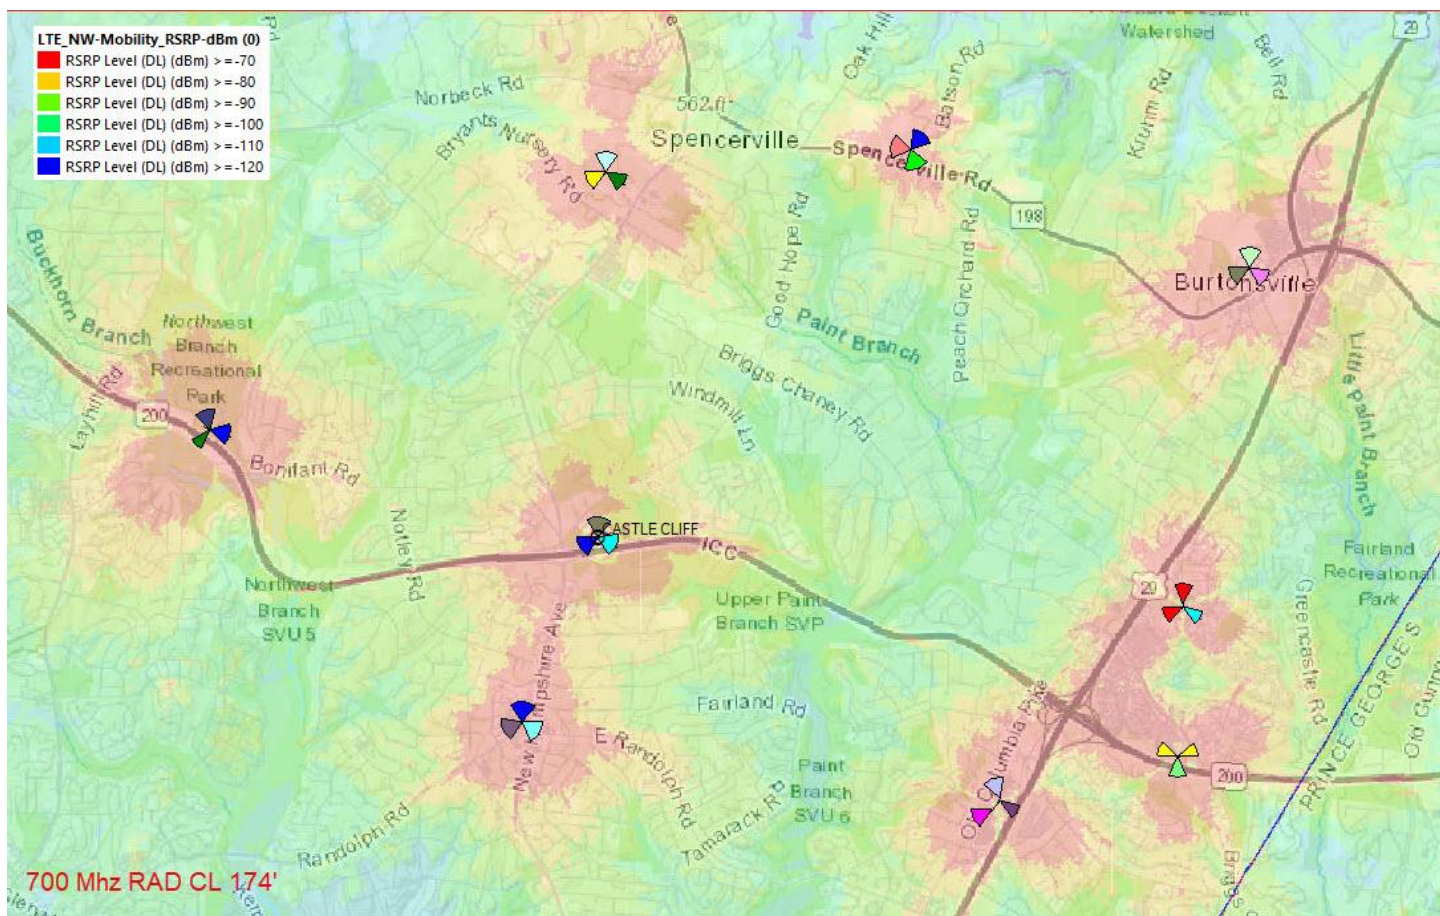 LTE_NW-Mobility_RSRP-dBm (0)
RSRP Level (DL) (dBm) >=-70
RSRP Level (DL) (dBm) >=-80
RSRP Level (DL) (dBm) >=-90
RSRP Level (DL) (dBm) >=-100
RSRP Level (DL) (dBm) >=-110
RSRP Level (DL) (dBm) >=-120
Rd
Oak Hill
Watershed
29
Bell Rd
Norbeck Rd
562 ft
Batson Rd
Kruhm Rd
Bryants Nursery Rd
Spencerville
Spencerville Rd
198
Good Hope Rd
Peach Orchard Rd
Burtonsville
Buckhorn Branch
Northwest
Branch
Recreational
Park
Paint Branch
Little Paint Branch
Briggs Chaney Rd
Windmill Ln
Layhill Rd
200
Bonifant Rd
Notley Rd
CASTLE CLIFF
ICC
Fairland
Recreational
Park
Northwest
Branch
SVU 5
Upper Paint
Branch SVP
29
Greencastle Rd
PRINCE GEORGE'S
New Hampshire Ave
Fairland Rd
Old Columbia Pike
E Randolph Rd
Paint
Branch
SVU 6
200
Tamarack Rd
Randolph Rd
700 Mhz RAD CL 174'